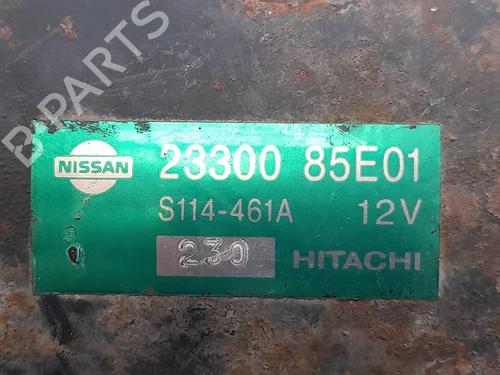 B PARTS
NISSAN 23300 85E01
S114-461A 12V
230 HITACHI